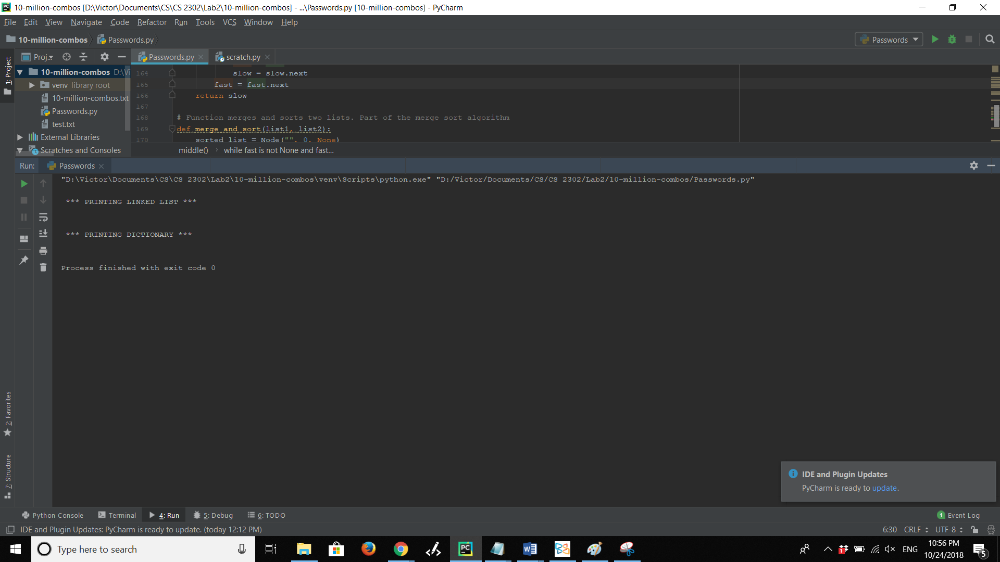 10-million-combos [D:\Victor\Documents\CS\CS 2302\Lab2\10-million-combos] - ...\Passwords.py [10-million-combos] - PyCharm
File Edit View Navigate Code Refactor Run Tools VCS Window Help
10-million-combos Passwords.py Passwords
1: Project
Proj.. Passwords.py scratch.py
10-million-combos D:\Vi
venv library root
10-million-combos.txt
Passwords.py
test.txt
External Libraries
Scratches and Consoles
164 slow = slow.next
165 fast = fast.next
166 return slow
167
168 # Function merges and sorts two lists. Part of the merge sort algorithm
169 def merge_and_sort(list1, list2):
170 sorted_list = Node("", 0, None)
middle() › while fast is not None and fast...
Run: Passwords
"D:\Victor\Documents\CS\CS 2302\Lab2\10-million-combos\venv\Scripts\python.exe" "D:/Victor/Documents/CS/CS 2302/Lab2/10-million-combos/Passwords.py"
*** PRINTING LINKED LIST ***
*** PRINTING DICTIONARY ***
Process finished with exit code 0
2: Favorites
7: Structure
IDE and Plugin Updates
PyCharm is ready to update.
Python Console Terminal 4: Run 5: Debug 6: TODO 1 Event Log
IDE and Plugin Updates: PyCharm is ready to update. (today 12:12 PM) 6:30 CRLF UTF-8
Type here to search
PC
1
ENG
10:56 PM
10/24/2018
5